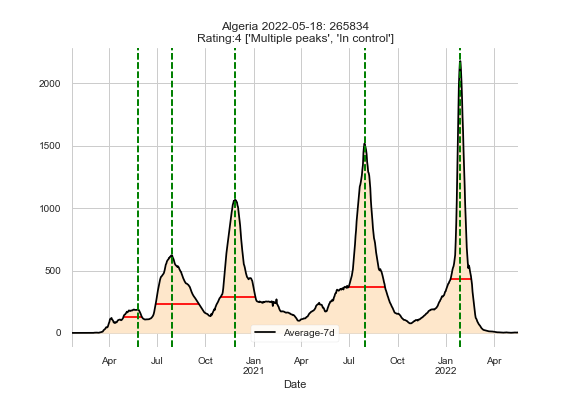 Algeria 2022-05-18: 265834
Rating:4 ['Multiple peaks', 'In control']
2000
1500
1000
500
0
Average-7d
Apr Jul Oct Jan Apr Jul Oct Jan Apr
2021 2022
Date